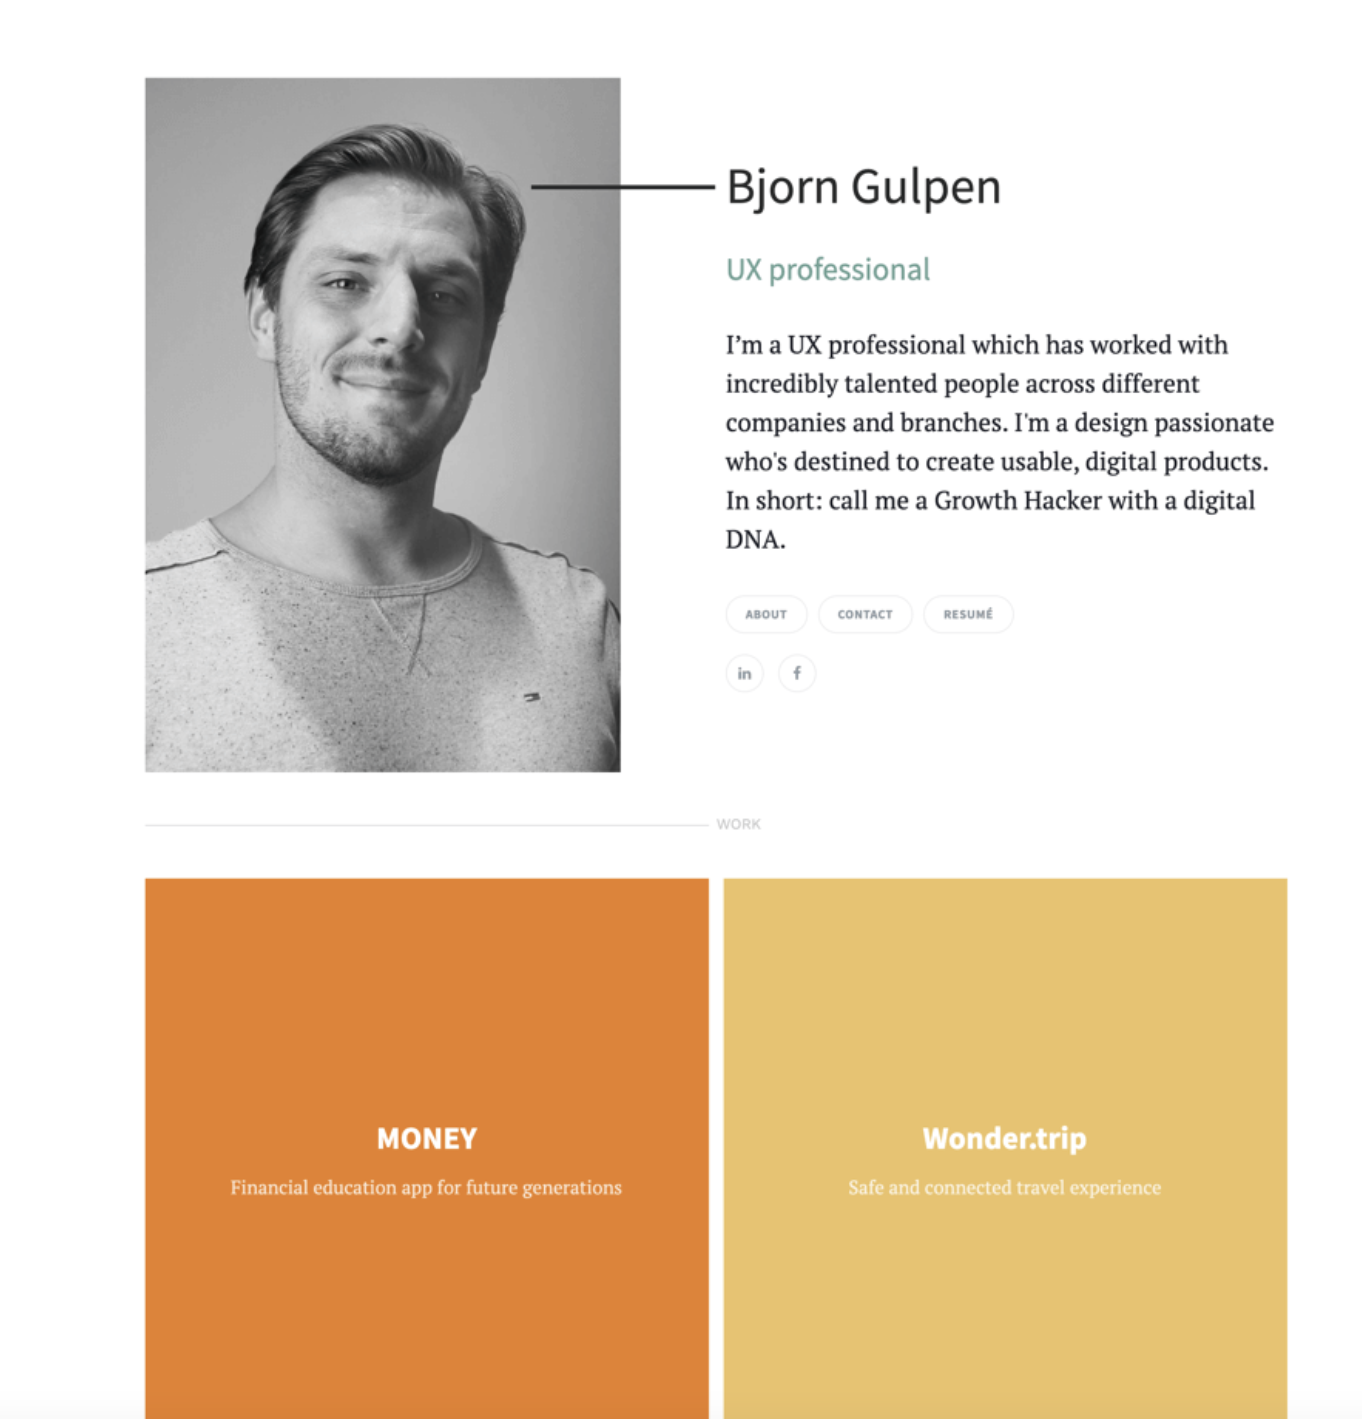 Bjorn Gulpen
UX professional
I’m a UX professional which has worked with
incredibly talented people across different
companies and branches. I'm a design passionate
who's destined to create usable, digital products.
In short: call me a Growth Hacker with a digital
DNA.
ABOUT CONTACT RESUMÉ
in f
WORK
MONEY
Financial education app for future generations
Wonder.trip
Safe and connected travel experience